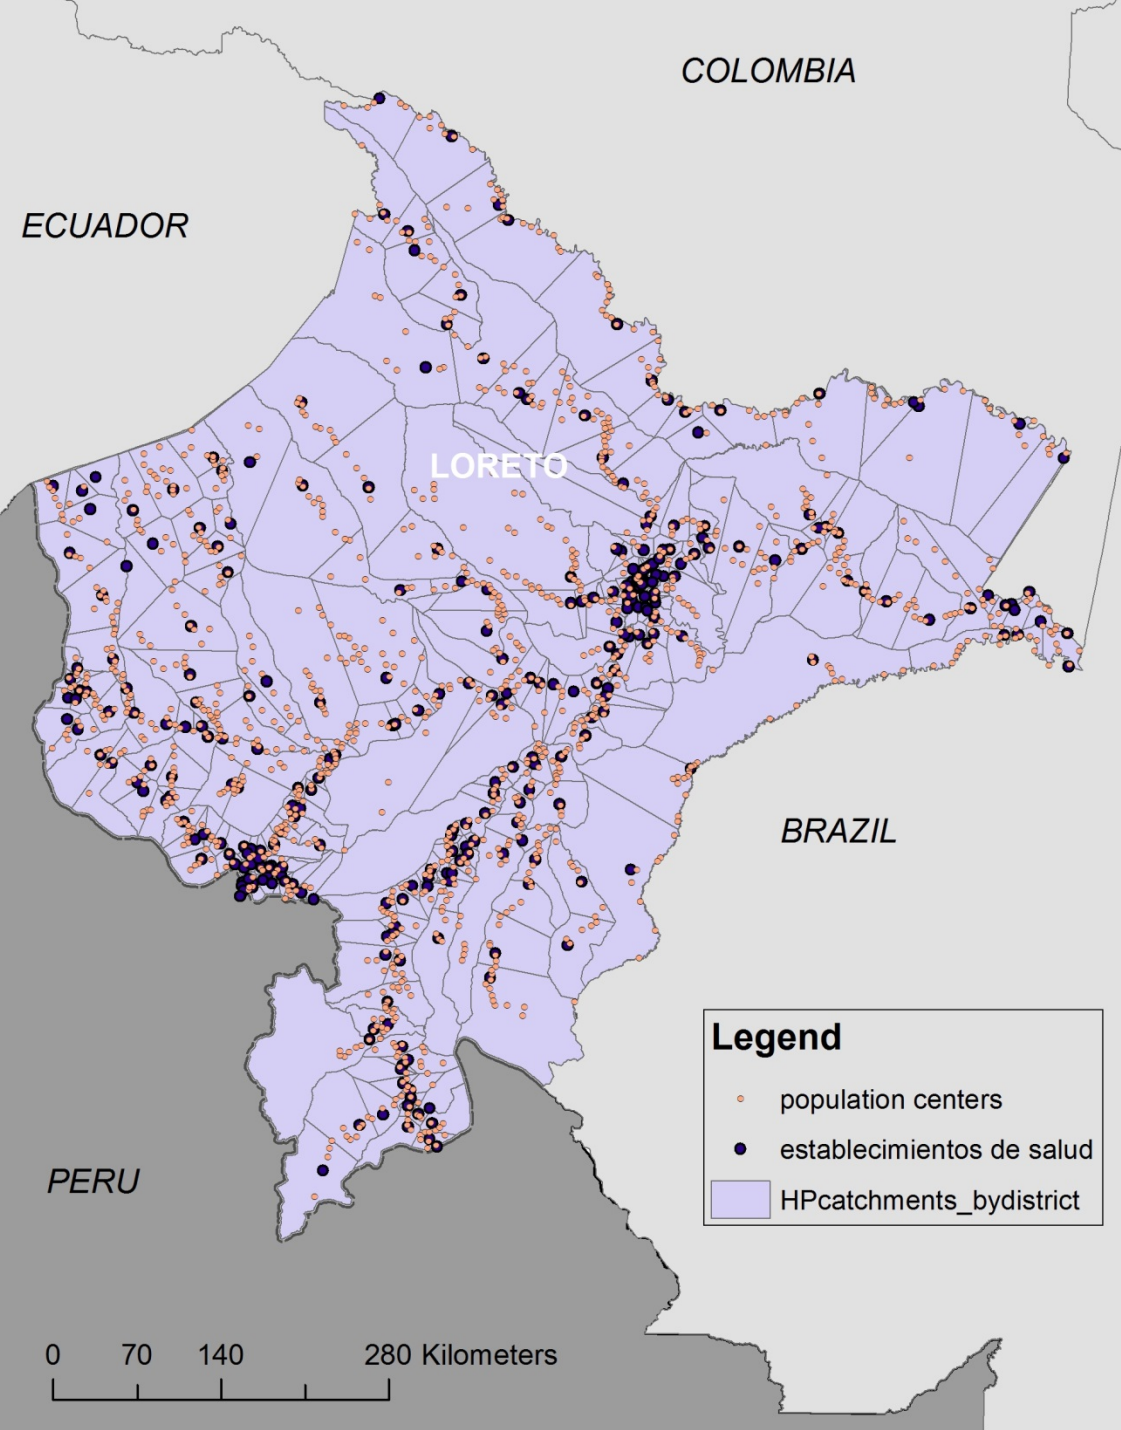 COLOMBIA
ECUADOR
LORETO
BRAZIL
Legend
population centers
establecimientos de salud
PERU
HPcatchments_bydistrict
0 70 140 280 Kilometers